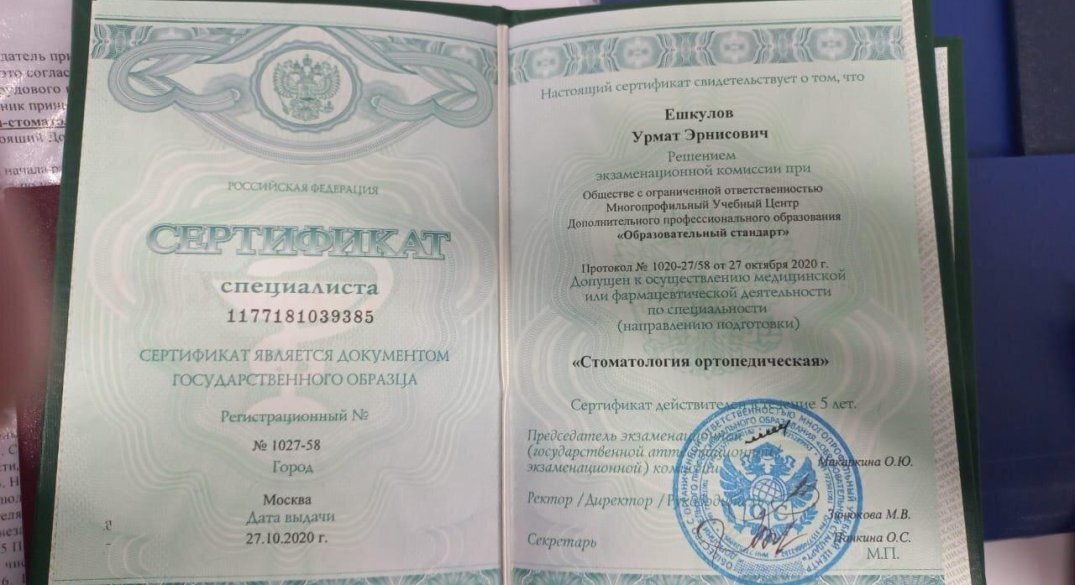 РОССИЙСКАЯ ФЕДЕРАЦИЯ
СЕРТИФИКАТ
специалиста
1177181039385
СЕРТИФИКАТ ЯВЛЯЕТСЯ ДОКУМЕНТОМ
ГОСУДАРСТВЕННОГО ОБРАЗЦА
Регистрационный №
№ 1027-58
Город
Москва
Дата выдачи
27.10.2020 г.
Настоящий сертификат свидетельствует о том, что
Ешкулов
Урмат Эрнисович
Решением
экзаменационной комиссии при
Обществе с ограниченной ответственностью
Многопрофильный Учебный Центр
Дополнительного профессионального образования
«Образовательный стандарт»
Протокол № 1020-27/58 от 27 октября 2020 г.
Допущен к осуществлению медицинской
или фармацевтической деятельности
по специальности
(направлению подготовки)
«Стоматология ортопедическая»
Сертификат действителен в течение 5 лет.
Председатель экзаменационной
(государственной аттестационной/
экзаменационной) комиссии
Макаркина О.Ю.
Ректор / Директор / Руководитель
Зинюкова М.В.
Секретарь
Панкина О.С.
М.П.